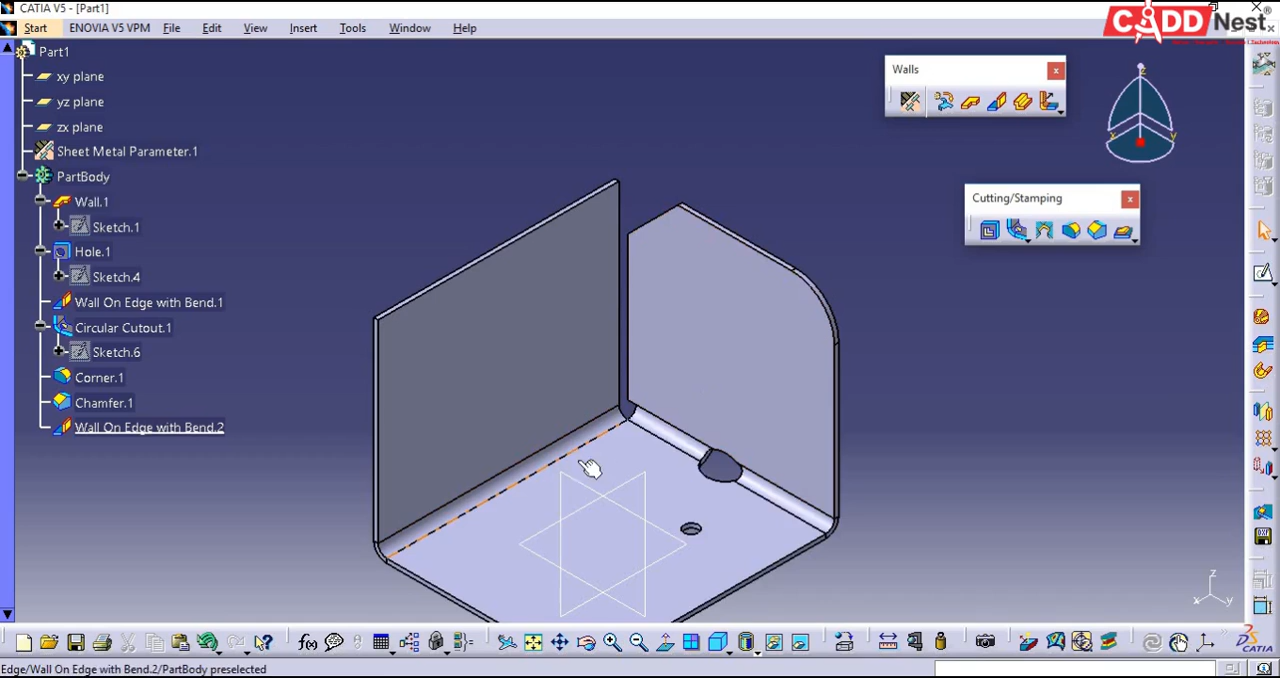 CATIA V5 - [Part1]
CADD Nest®
Start ENOVIA V5 VPM File Edit View Insert Tools Window Help
Part1
xy plane
yz plane
zx plane
Sheet Metal Parameter.1
PartBody
Wall.1
Sketch.1
Hole.1
Sketch.4
Wall On Edge with Bend.1
Circular Cutout.1
Sketch.6
Corner.1
Chamfer.1
Wall On Edge with Bend.2
Walls
x
z
x y
Cutting/Stamping
x
z
x y
f(x)
CATIA
Edge/Wall On Edge with Bend.2/PartBody preselected